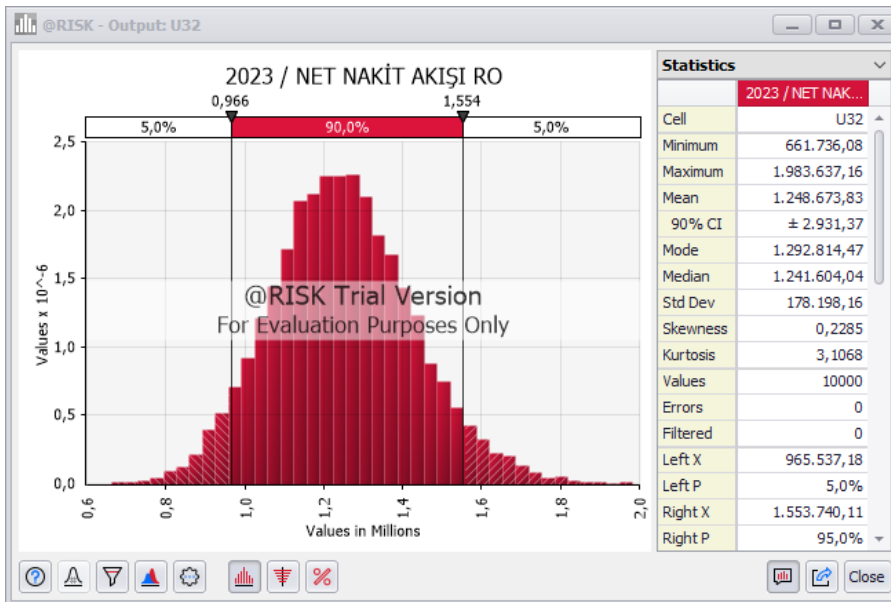 @RISK - Output: U32
2023 / NET NAKİT AKIŞI RO
0,966 1,554
5,0% 90,0% 5,0%
2,5
2,0
1,5
1,0
0,5
0,0
Values x 10^-6
0,6 0,8 1,0 1,2 1,4 1,6 1,8 2,0
Values in Millions
@RISK Trial Version
For Evaluation Purposes Only
Statistics
2023 / NET NAK...
Cell U32
Minimum 661.736,08
Maximum 1.983.637,16
Mean 1.248.673,83
90% CI ± 2.931,37
Mode 1.292.814,47
Median 1.241.604,04
Std Dev 178.198,16
Skewness 0,2285
Kurtosis 3,1068
Values 10000
Errors 0
Filtered 0
Left X 965.537,18
Left P 5,0%
Right X 1.553.740,11
Right P 95,0%
Close